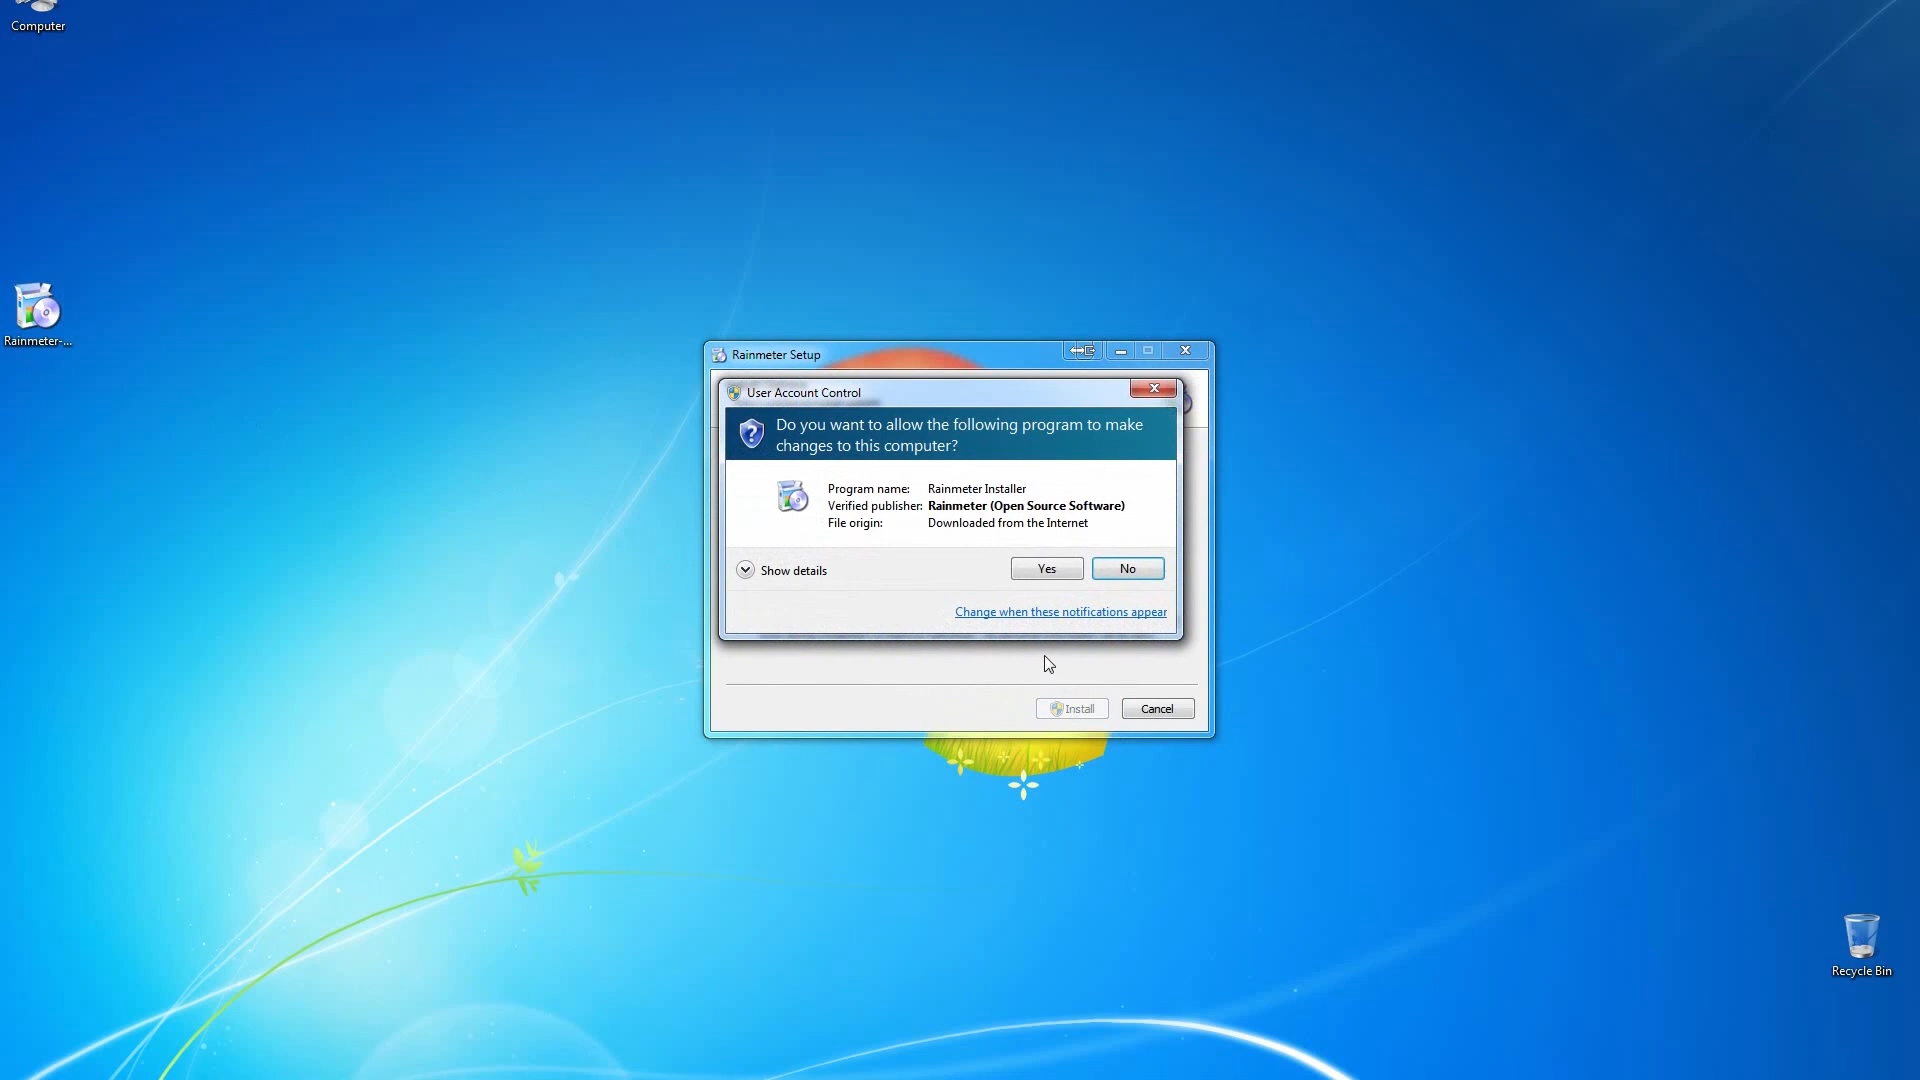 Computer
Rainmeter-...
Rainmeter Setup
User Account Control
Do you want to allow the following program to make
changes to this computer?
Program name: Rainmeter Installer
Verified publisher: Rainmeter (Open Source Software)
File origin: Downloaded from the Internet
Show details
Yes
No
Change when these notifications appear
Install
Cancel
Recycle Bin